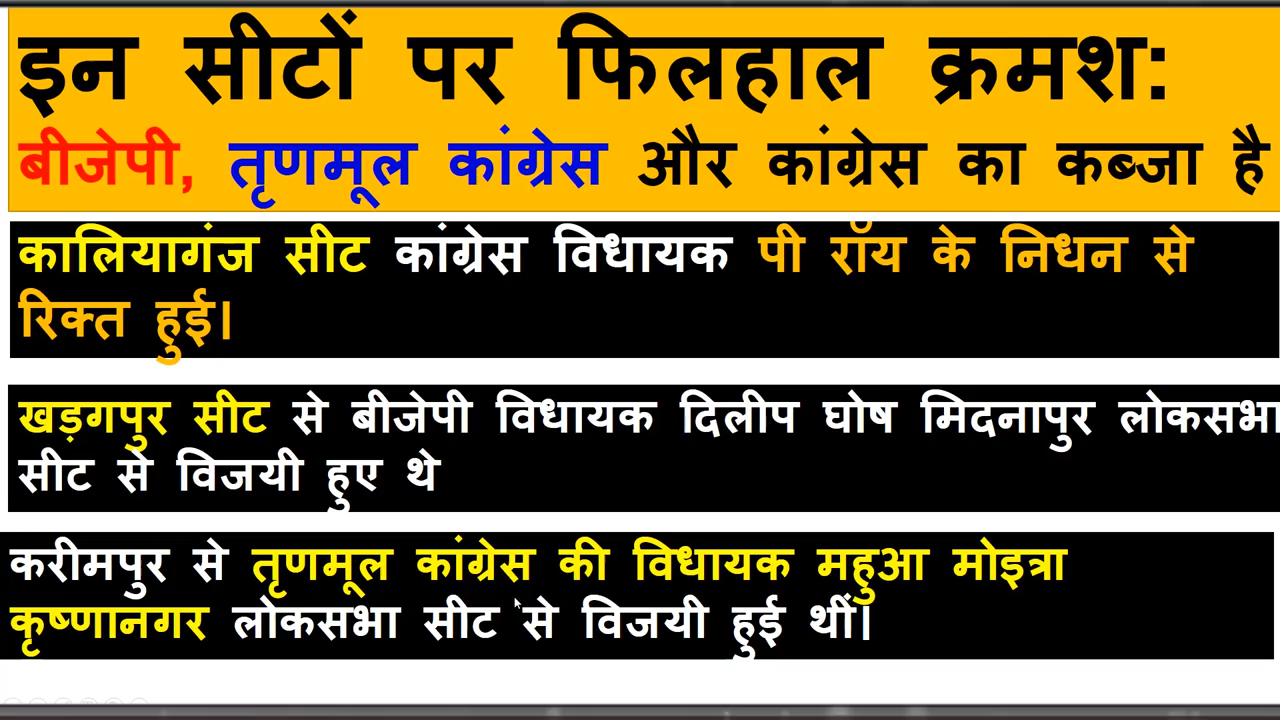 इन सीटों पर फिलहाल क्रमश:
बीजेपी, तृणमूल कांग्रेस और कांग्रेस का कब्जा है
कालियागंज सीट कांग्रेस विधायक पी रॉय के निधन से
रिक्त हुई।
खड़गपुर सीट से बीजेपी विधायक दिलीप घोष मिदनापुर लोकसभा
सीट से विजयी हुए थे
करीमपुर से तृणमूल कांग्रेस की विधायक महुआ मोइत्रा
कृष्णानगर लोकसभा सीट से विजयी हुई थीं।